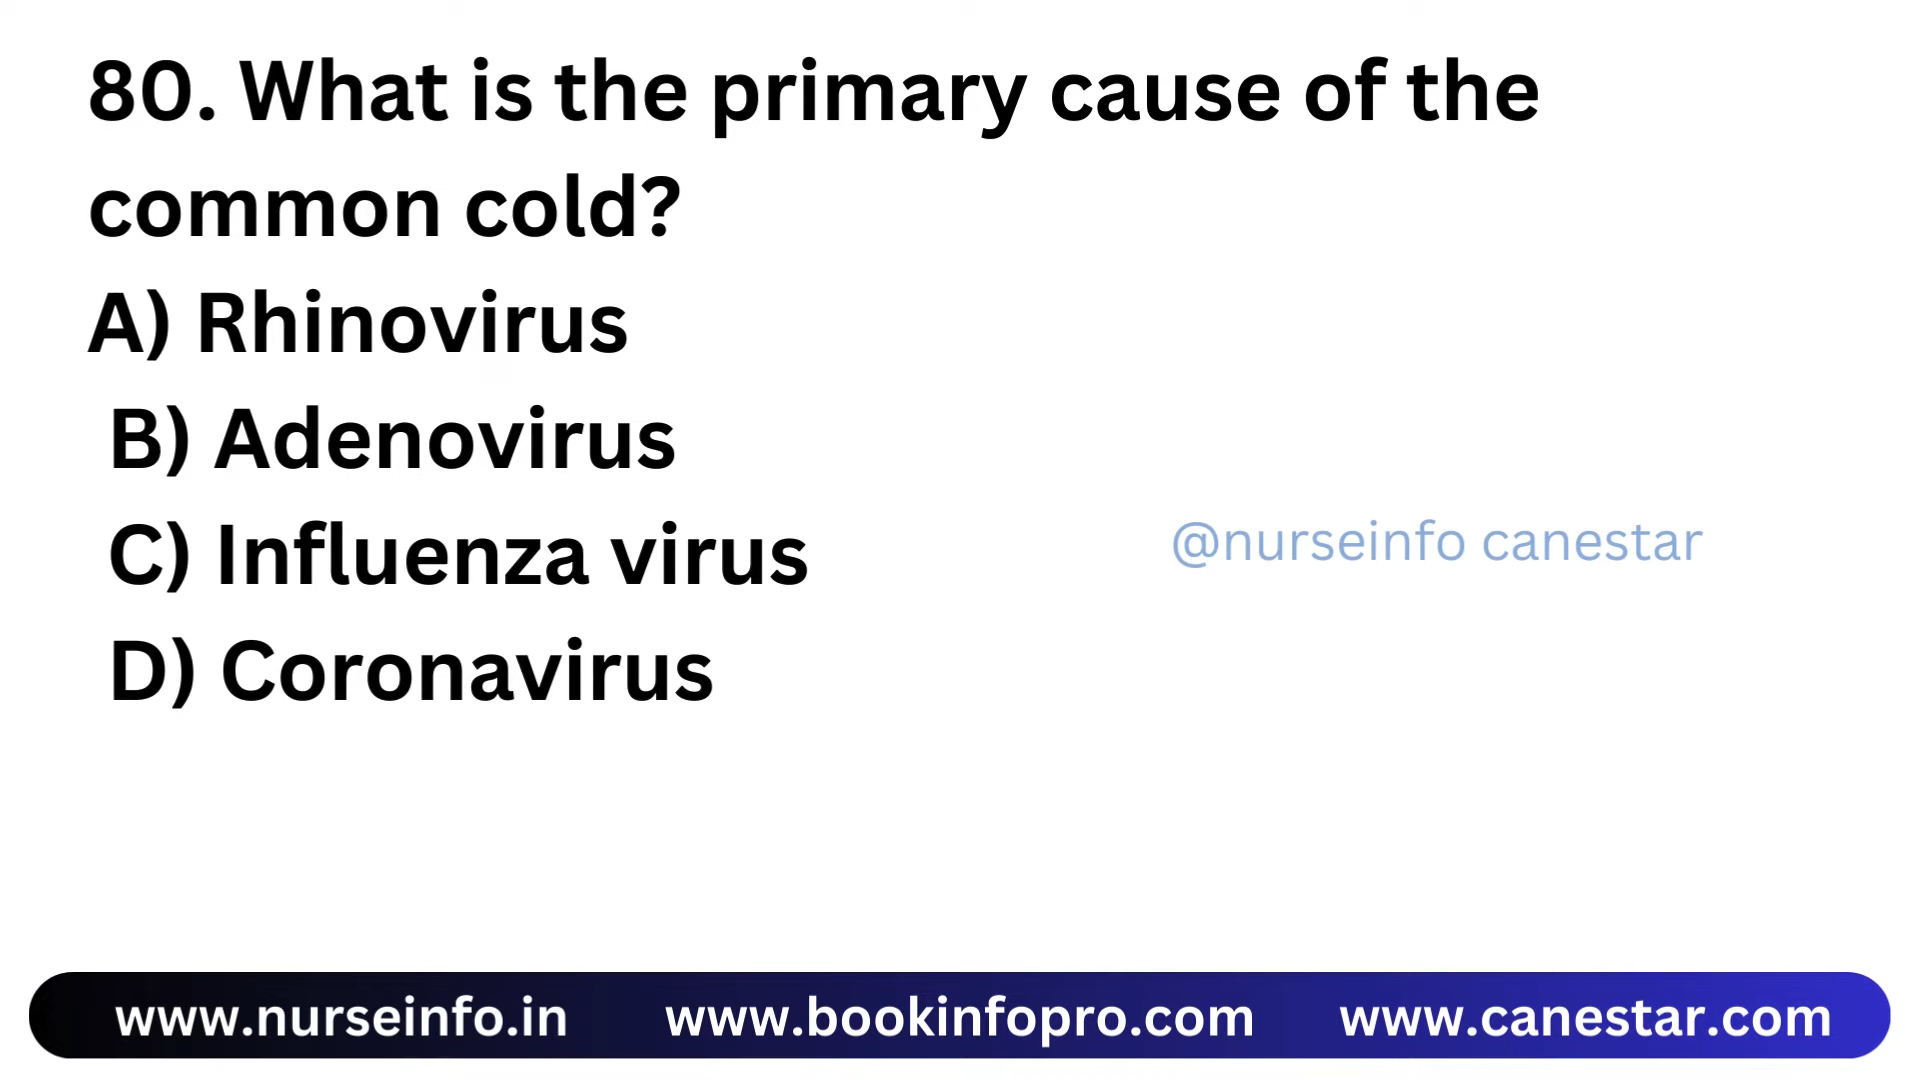 80. What is the primary cause of the
common cold?
A) Rhinovirus
B) Adenovirus
C) Influenza virus
@nurseinfo canestar
D) Coronavirus
www.nurseinfo.in www.bookinfopro.com www.canestar.com